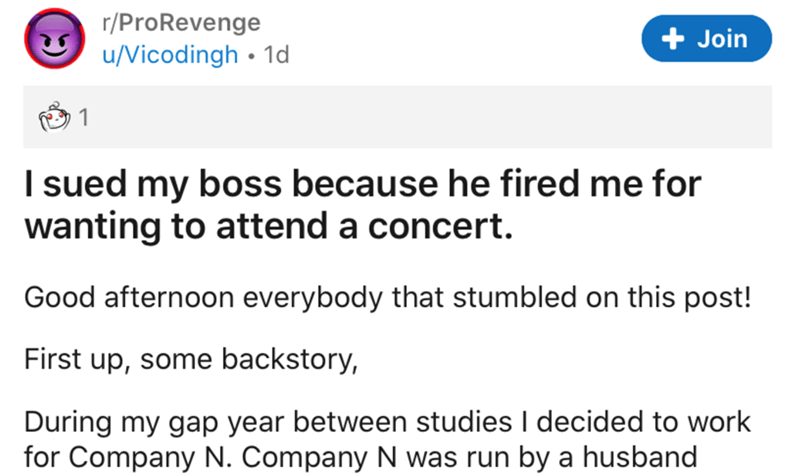 r/ProRevenge
u/Vicodingh • 1d
+ Join
1
I sued my boss because he fired me for
wanting to attend a concert.
Good afternoon everybody that stumbled on this post!
First up, some backstory,
During my gap year between studies I decided to work
for Company N. Company N was run by a husband